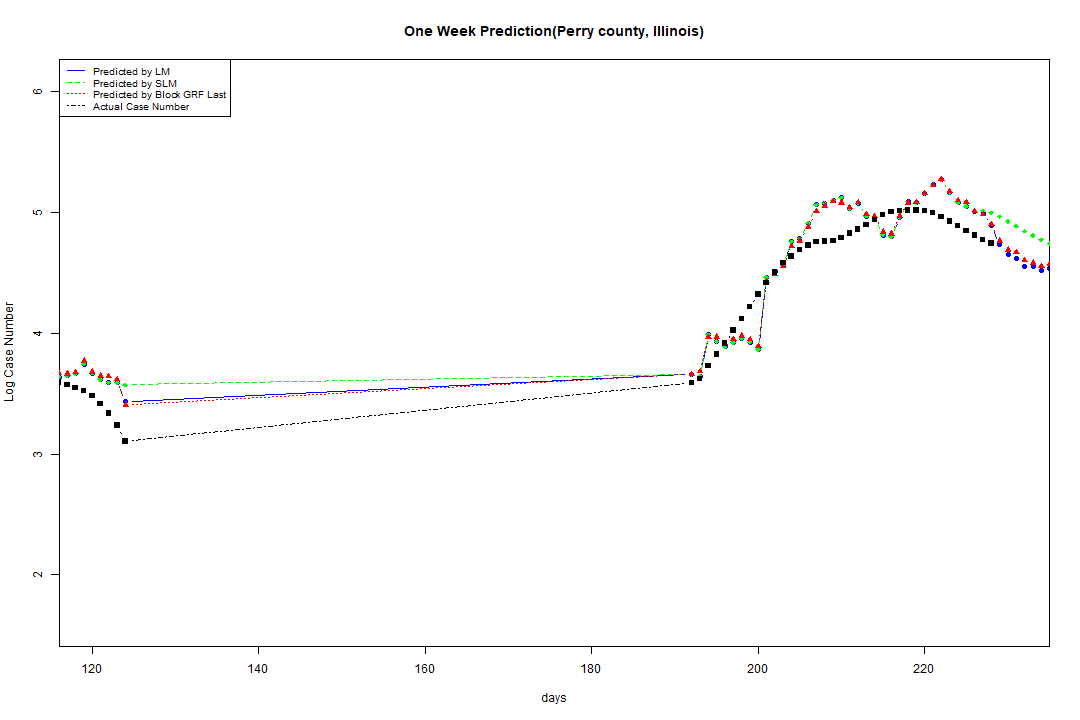 One Week Prediction(Perry county, Illinois)
Predicted by LM
Predicted by SLM
Predicted by Block GRF Last
Actual Case Number
6
5
4
3
2
Log Case Number
120 140 160 180 200 220
days